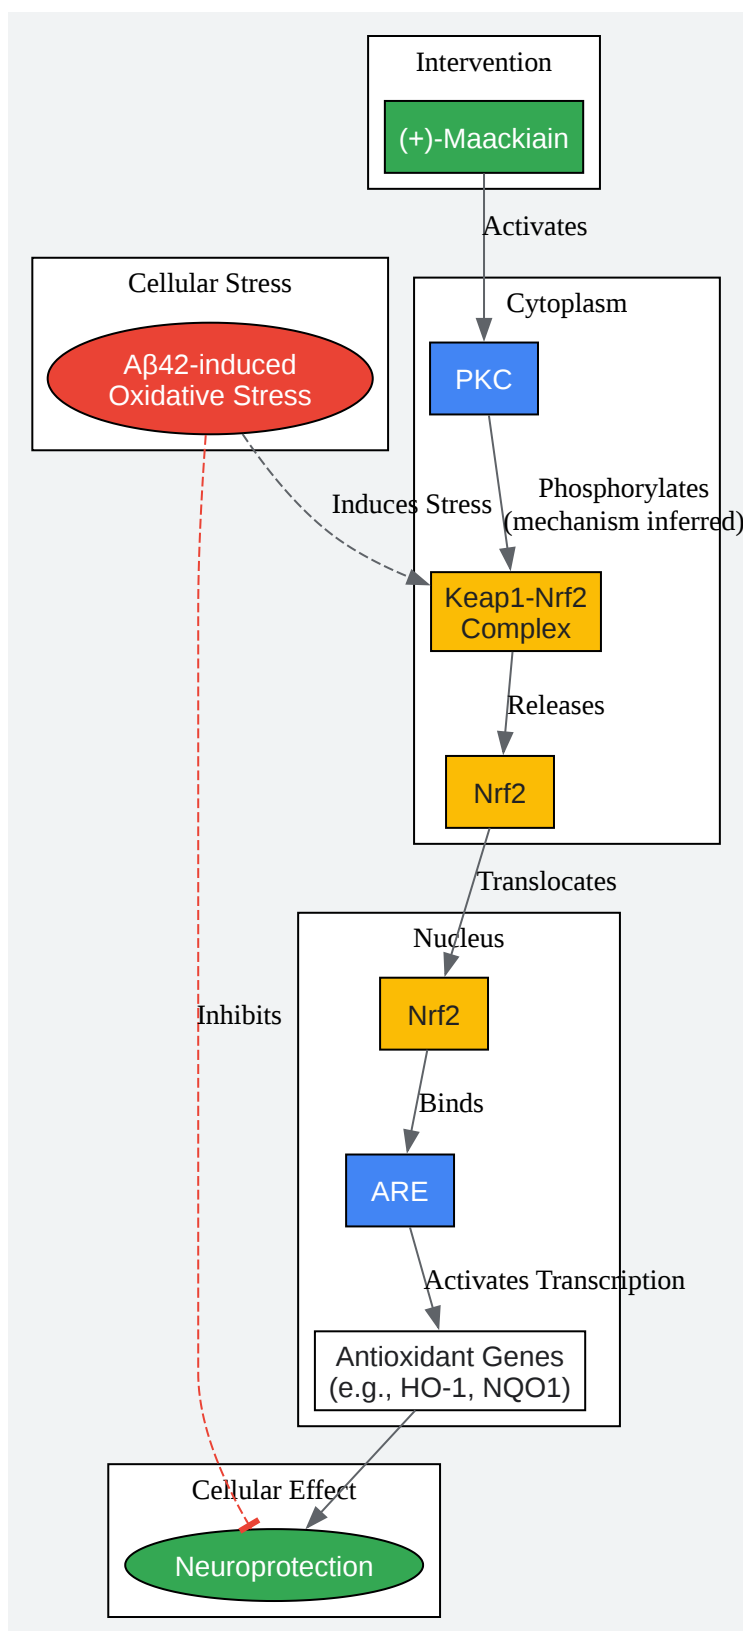 Intervention
(+)-Maackiain
Activates
Cellular Stress
Aβ42-induced
Oxidative Stress
Cytoplasm
PKC
Induces Stress
Phosphorylates
(mechanism inferred)
Keap1-Nrf2
Complex
Releases
Nrf2
Translocates
Nucleus
Nrf2
Inhibits
Binds
ARE
Activates Transcription
Antioxidant Genes
(e.g., HO-1, NQO1)
Cellular Effect
Neuroprotection